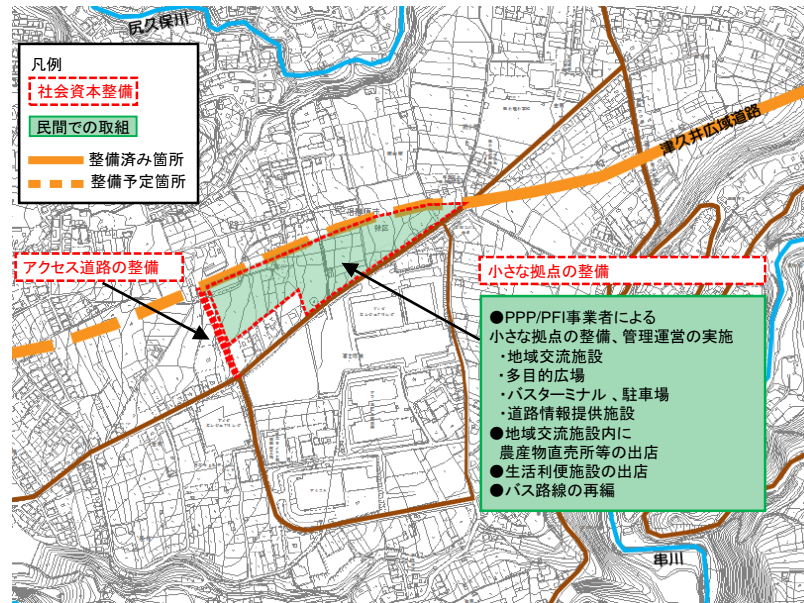 尻久保川
凡例
社会資本整備
民間での取組
整備済み箇所
整備予定箇所
津久井広域道路
アクセス道路の整備
小さな拠点の整備
●PPP/PFI事業者による
小さな拠点の整備、管理運営の実施
・地域交流施設
・多目的広場
・バスターミナル、駐車場
・道路情報提供施設
●地域交流施設内に
農産物直売所等の出店
●生活利便施設の出店
●バス路線の再編
串川